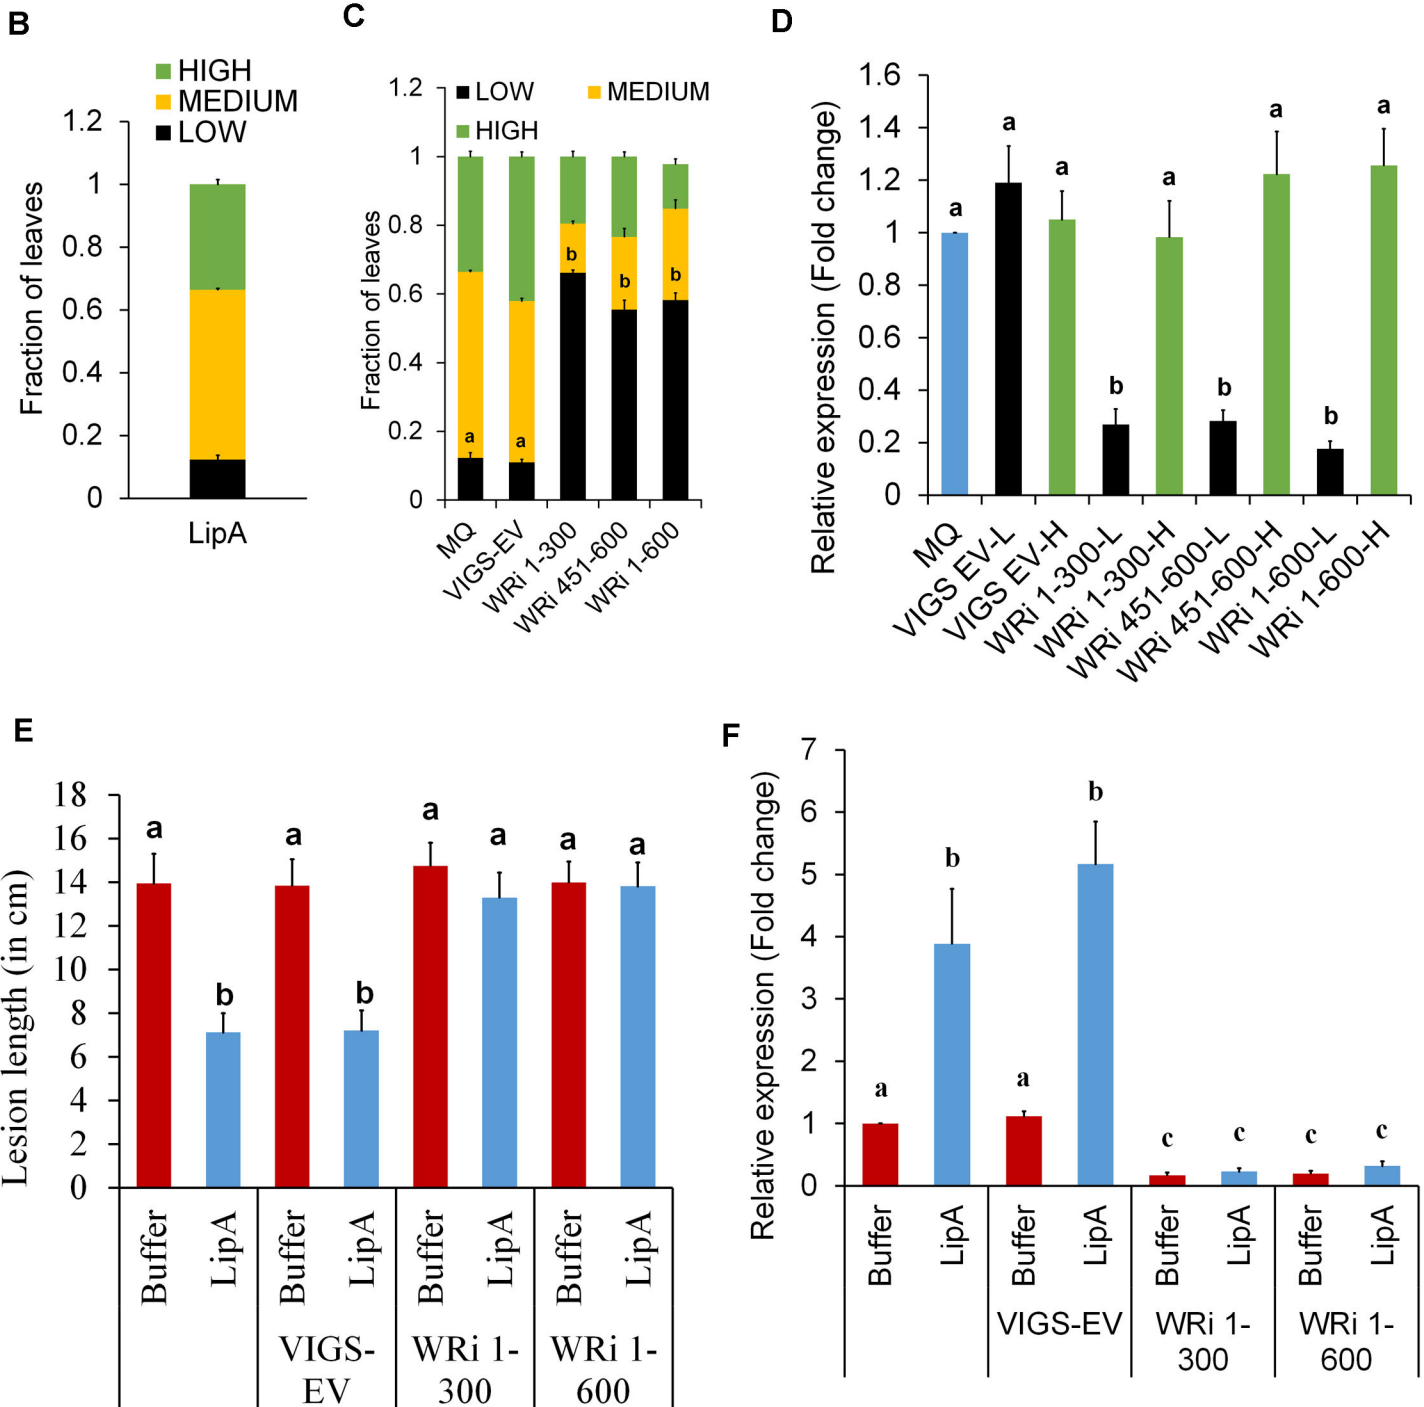 B
HIGH
MEDIUM
LOW
1.2
1
0.8
0.6
0.4
0.2
0
Fraction of leaves
LipA
C
LOW
MEDIUM
HIGH
1.2
1
0.8
0.6
0.4
0.2
0
Fraction of leaves
a
a
b
b
b
MQ
VIGS-EV
WRi 1-300
WRi 451-600
WRi 1-600
D
1.6
1.4
1.2
1
0.8
0.6
0.4
0.2
0
Relative expression (Fold change)
a
a
a
b
a
b
a
b
a
MQ
VIGS EV-L
VIGS EV-H
WRi 1-300-L
WRi 1-300-H
WRi 451-600-L
WRi 451-600-H
WRi 1-600-L
WRi 1-600-H
E
18
16
14
12
10
8
6
4
2
0
Lesion length (in cm)
a
b
a
b
a
a
a
a
Buffer
LipA
Buffer
LipA
Buffer
LipA
Buffer
LipA
VIGS-
EV
WRi 1-
300
WRi 1-
600
F
7
6
5
4
3
2
1
0
Relative expression (Fold change)
a
b
a
b
c
c
c
c
Buffer
LipA
Buffer
LipA
Buffer
LipA
Buffer
LipA
VIGS-EV
WRi 1-
300
WRi 1-
600